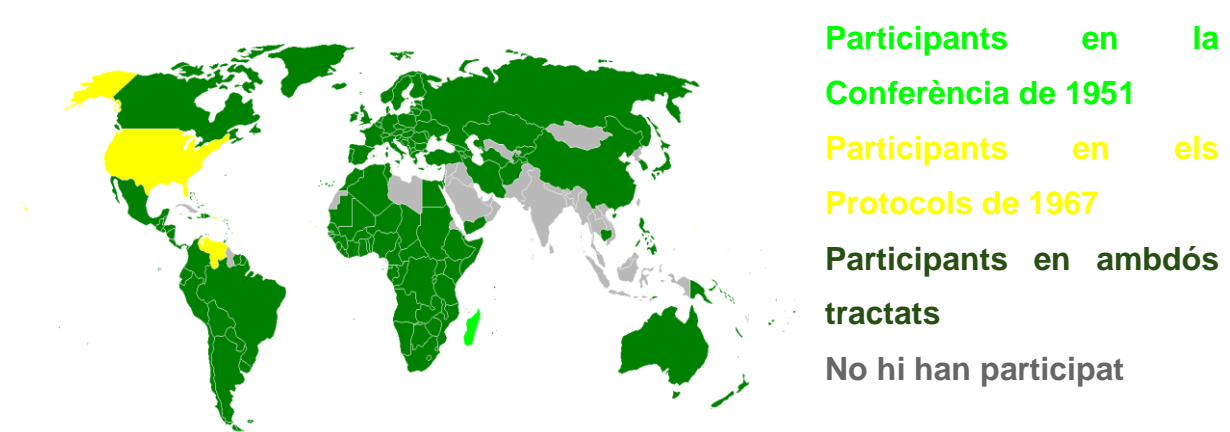 Participants en la
Conferència de 1951
Participants en els
Protocols de 1967
Participants en ambdós
tractats
No hi han participat